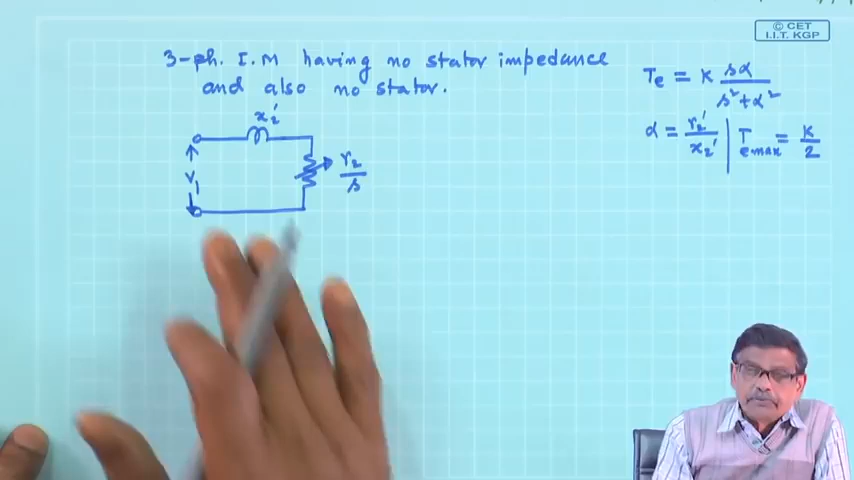 © CET
I.I.T. KGP
3-ph. I.M having no stator impedance
and also no stator.
x₂'
V₁
r₂/s
Te = K sα/(s² + α²)
α = r₂'/x₂' | Temax = K/2